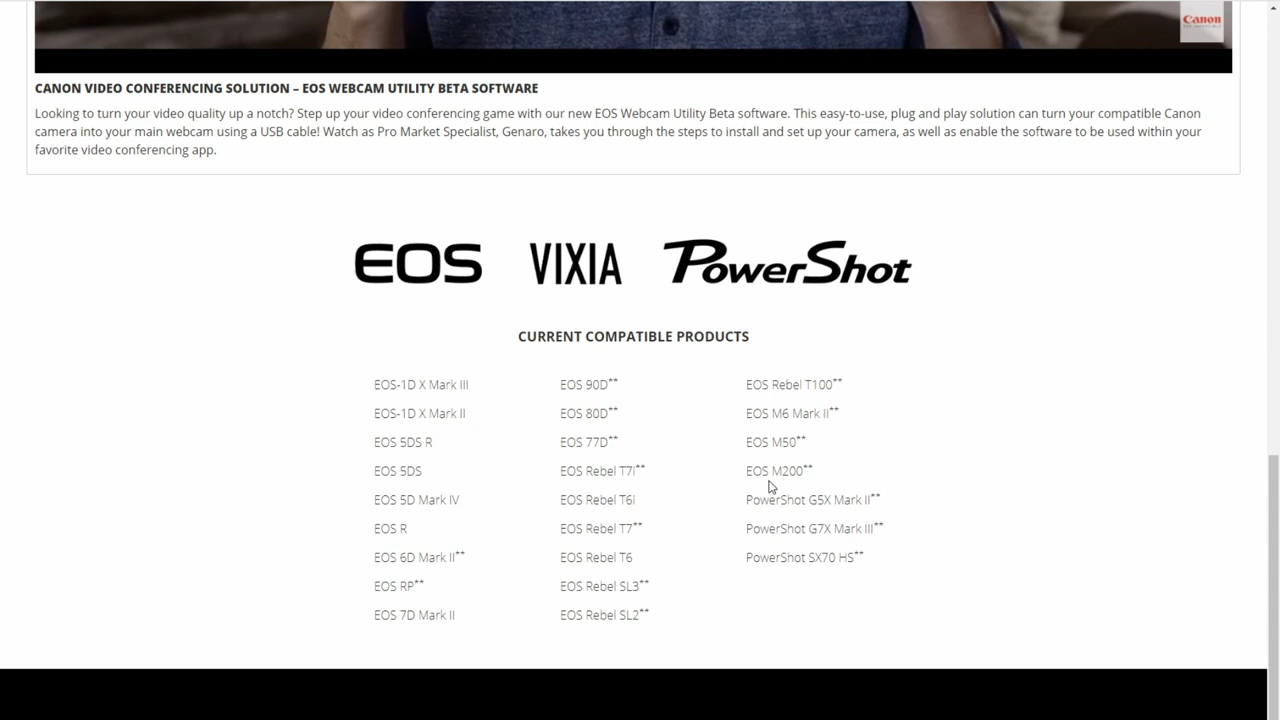 Canon
CANON VIDEO CONFERENCING SOLUTION – EOS WEBCAM UTILITY BETA SOFTWARE
Looking to turn your video quality up a notch? Step up your video conferencing game with our new EOS Webcam Utility Beta software. This easy-to-use, plug and play solution can turn your compatible Canon
camera into your main webcam using a USB cable! Watch as Pro Market Specialist, Genaro, takes you through the steps to install and set up your camera, as well as enable the software to be used within your
favorite video conferencing app.
EOS VIXIA PowerShot
CURRENT COMPATIBLE PRODUCTS
EOS-1D X Mark III
EOS-1D X Mark II
EOS 5DS R
EOS 5DS
EOS 5D Mark IV
EOS R
EOS 6D Mark II**
EOS RP**
EOS 7D Mark II
EOS 90D**
EOS 80D**
EOS 77D**
EOS Rebel T7i**
EOS Rebel T6i
EOS Rebel T7**
EOS Rebel T6
EOS Rebel SL3**
EOS Rebel SL2**
EOS Rebel T100**
EOS M6 Mark II**
EOS M50**
EOS M200**
PowerShot G5X Mark II**
PowerShot G7X Mark III**
PowerShot SX70 HS**